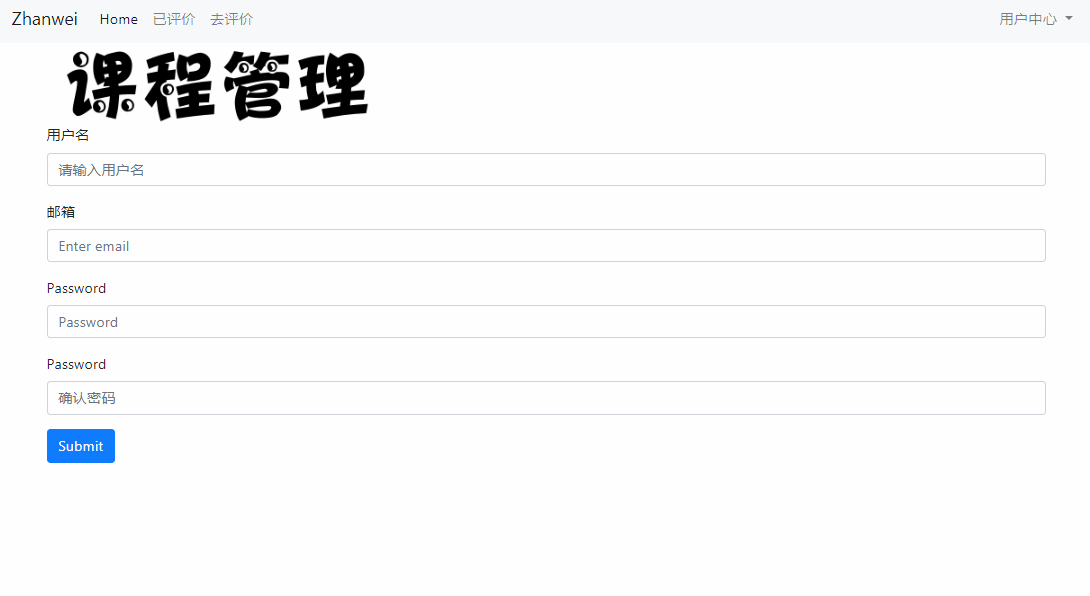 Zhanwei Home 已评价 去评价 用户中心
课程管理
用户名
请输入用户名
邮箱
Enter email
Password
Password
Password
确认密码
Submit